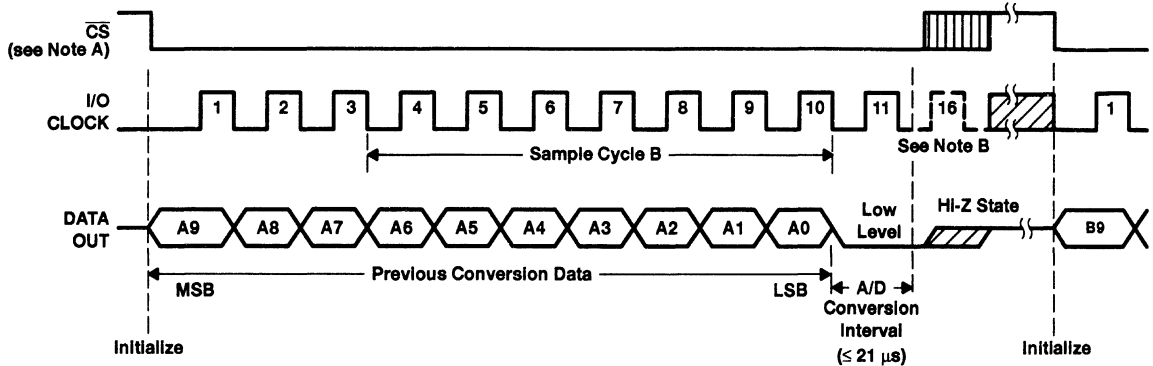 CS
(see Note A)
I/O
CLOCK
1 2 3 4 5 6 7 8 9 10 11 16 1
Sample Cycle B
See Note B
DATA
OUT
A9 A8 A7 A6 A5 A4 A3 A2 A1 A0
Low
Level
Hi-Z State
B9
Previous Conversion Data
MSB
LSB
A/D
Conversion
Interval
(≤ 21 μs)
Initialize
Initialize